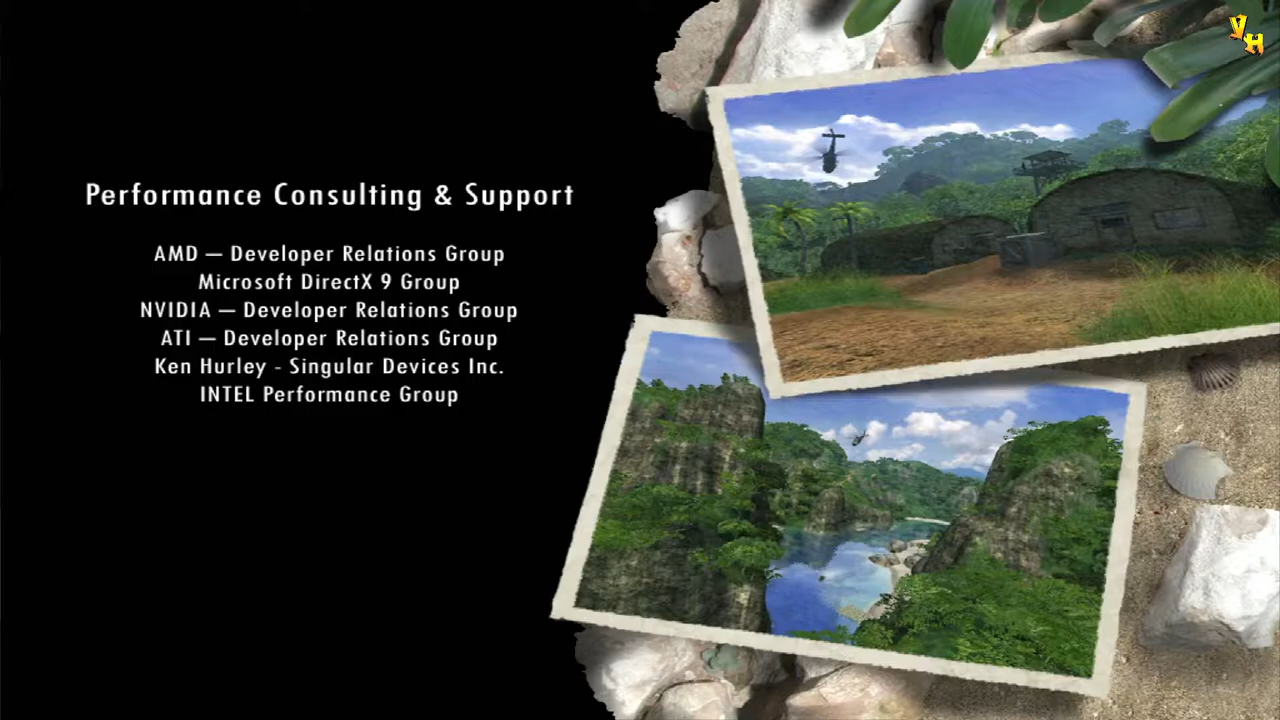 Performance Consulting & Support
AMD — Developer Relations Group
Microsoft DirectX 9 Group
NVIDIA — Developer Relations Group
ATI — Developer Relations Group
Ken Hurley - Singular Devices Inc.
INTEL Performance Group
VH